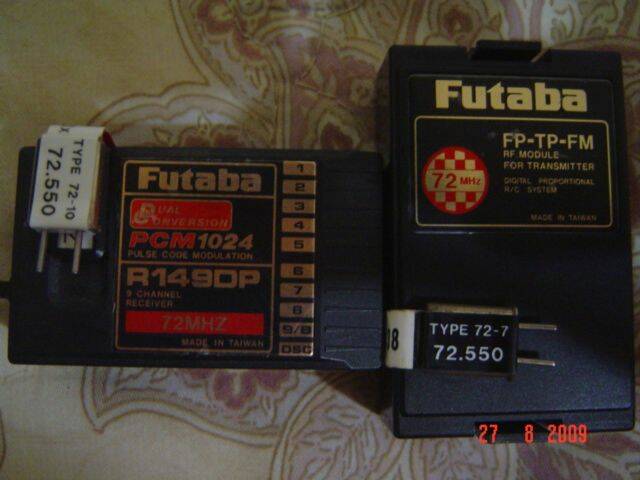 X
TYPE 72-10
72.550
Futaba
DUAL
CONVERSION
PCM1024
PULSE CODE MODULATION
R149DP
9 CHANNEL
RECEIVER
72MHZ
MADE IN TAIWAN
1
2
3
4
5
6
7
8
9/B
DSC
Futaba
FP-TP-FM
RF MODULE
FOR TRANSMITTER
72MHz
DIGITAL PROPORTIONAL
R/C SYSTEM
MADE IN TAIWAN
38
TYPE 72-7
72.550
27 8 2009